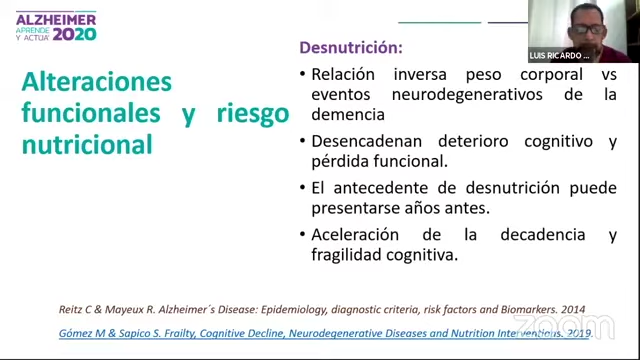 ALZHEIMER
APRENDE
Y ACTÚA 2020
Alteraciones
funcionales y riesgo
nutricional
Desnutrición:
• Relación inversa peso corporal vs
eventos neurodegenerativos de la
demencia
• Desencadenan deterioro cognitivo y
pérdida funcional.
• El antecedente de desnutrición puede
presentarse años antes.
• Aceleración de la decadencia y
fragilidad cognitiva.
LUIS RICARDO ...
Reitz C & Mayeux R. Alzheimer´s Disease: Epidemiology, diagnostic criteria, risk factors and Biomarkers. 2014
Gómez M & Sapico S. Frailty, Cognitive Decline, Neurodegenerative Diseases and Nutrition Interventions. 2019.
zoom